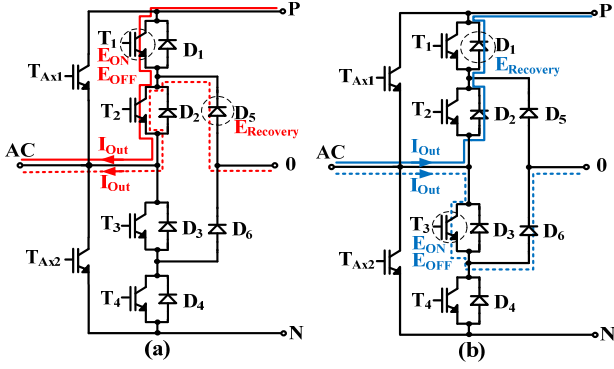 P
T1
D1
EON
EOFF
TAx1
T2
D2
D5
ERecovery
IOut
AC
0
IOut
T3
D3
D6
TAx2
T4
D4
N
(a)
P
T1
D1
ERecovery
TAx1
T2
D2
D5
IOut
AC
0
IOut
T3
D3
D6
EON
EOFF
TAx2
T4
D4
N
(b)